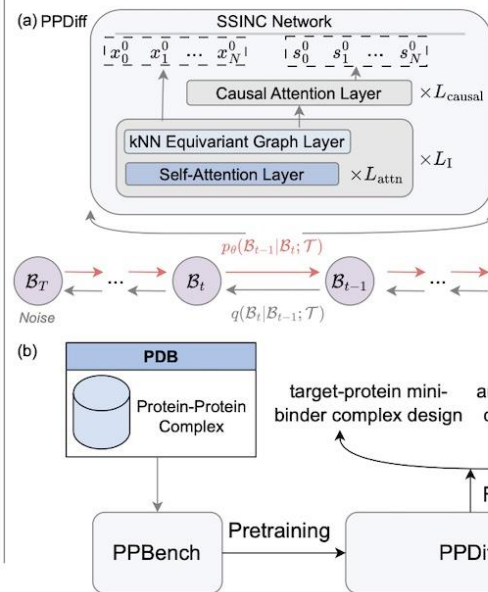 (a) PPDiff
SSINC Network
x_0^0 x_1^0 ... x_N^0 s_0^0 s_1^0 ... s_N^0
Causal Attention Layer ×L_causal
kNN Equivariant Graph Layer
×L_I
Self-Attention Layer ×L_attn
p_θ(B_{t-1}|B_t; T)
B_T ... B_t B_{t-1} ...
Noise
q(B_t|B_{t-1}; T)
(b)
PDB
Protein-Protein
Complex
target-protein mini-
binder complex design
PPBench
Pretraining